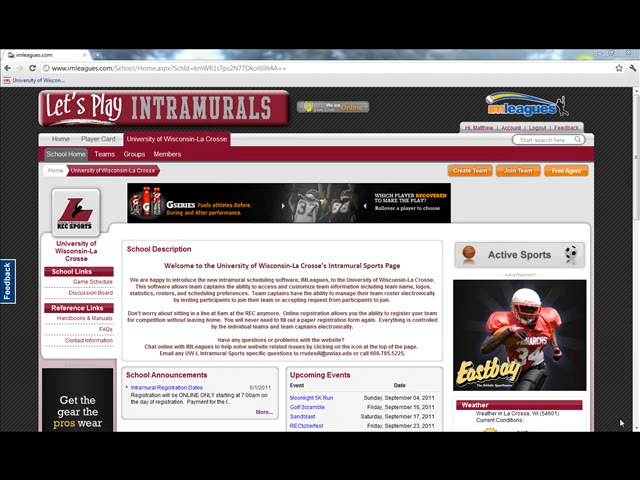 imleagues.com
www.imleagues.com/School/Home.aspx?SchId=kmWR1s7ps2N77Dkol69h4A==
University of Wiscon...
LET'S PLAY INTRAMURALS
We are Online
imleagues
Hi, Matthew | Account | Logout | Feedback
Home Player Card University of Wisconsin-La Crosse
Start search here
School Home Teams Groups Members
Home University of Wisconsin-La Crosse
Create Team Join Team Free Agent
GSERIES Fuels athletes Before, During and After performance.
WHICH PLAYER RECOVERED TO MAKE THE PLAY?
Rollover a player to choose
L
REC SPORTS
University of Wisconsin-La Crosse
School Links
Game Schedule
Discussion Board
Reference Links
Handbooks & Manuals
FAQs
Contact Information
Feedback
Get the
gear the
pros wear
School Description
Welcome to the University of Wisconsin-La Crosse's Intramural Sports Page
We are happy to introduce the new intramural scheduling software, IMLeagues, to the University of Wisconsin-La Crosse.
This software allows team captains the ability to access and customize team information including team name, logos,
statistics, rosters, and scheduling preferences. Team captains have the ability to manage their team roster electronically
by inviting participants to join their team or accepting request from participants to join.
Don't worry about sitting in a line at 6am at the REC anymore. Online registration allows you the ability to register your team
for competition without leaving home. You will never need to fill out a paper registration form again. Everything is controlled
by the individual teams and team captains electronically.
Have any questions or problems with the website?
Chat online with IMLeagues to help solve website related issues by clicking on the icon at the top of the page.
Email any UW-L Intramural Sports specific questions to rrudesill@uwlax.edu or call 608.785.5225.
School Announcements
Intramural Registration Dates 6/1/2011
Registration will be ONLINE ONLY starting at 7:00am on
the day of registration. Payment for the l...
More...
Upcoming Events
Event Date
Moonlight 5K Run Sunday, September 04, 2011
Golf Scramble Friday, September 16, 2011
Sandblast Saturday, September 17, 2011
RECtoberfest Friday, September 23, 2011
Active Sports
- Advertisement -
MONARCHS
34
Eastbay
The Athletic Sportsource
Weather
Weather in La Crosse, WI (54601)
Current Conditions: